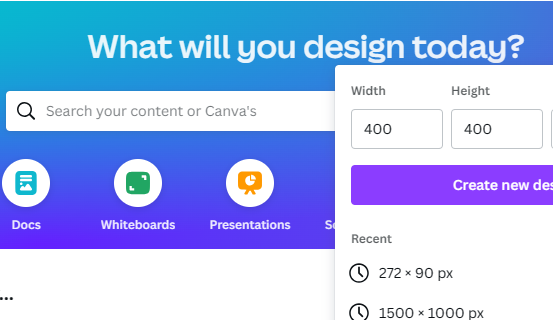 What will you design today?
Search your content or Canva's
Docs
Whiteboards
Presentations
Width
Height
400
400
Create new
Recent
272 × 90 px
1500 × 1000 px
...